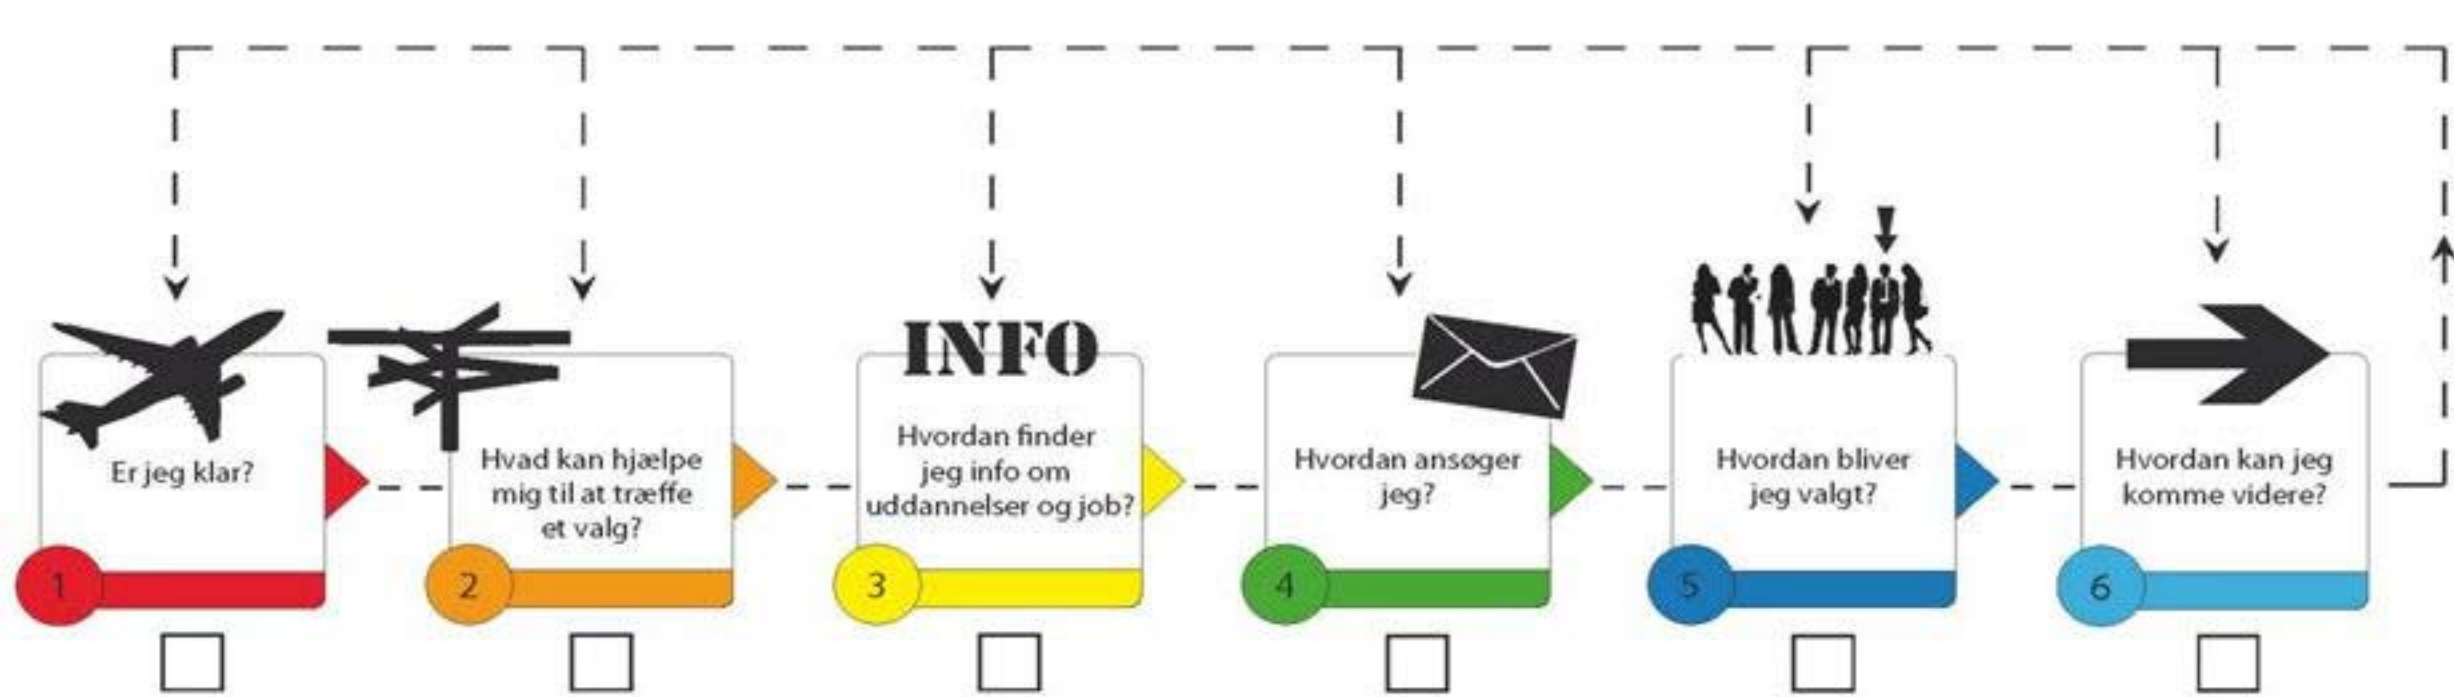 Er jeg klar?
1
Hvad kan hjælpe
mig til at træffe
et valg?
2
INFO
Hvordan finder
jeg info om
uddannelser og job?
3
Hvordan ansøger
jeg?
4
Hvordan bliver
jeg valgt?
5
Hvordan kan jeg
komme videre?
6